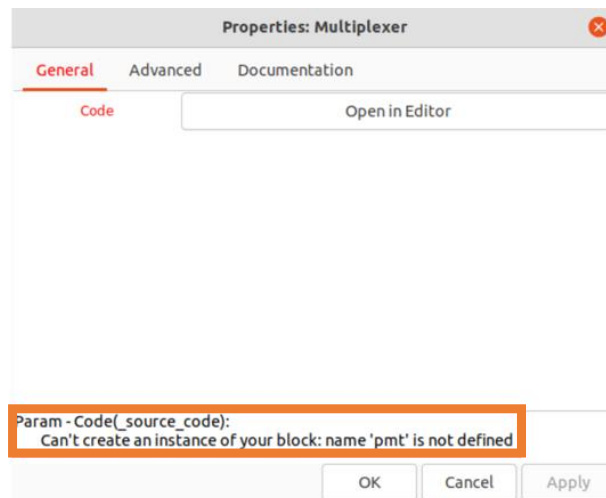 Properties: Multiplexer
General Advanced Documentation
Code Open in Editor
Param - Code(_source_code):
Can't create an instance of your block: name 'pmt' is not defined
OK Cancel Apply